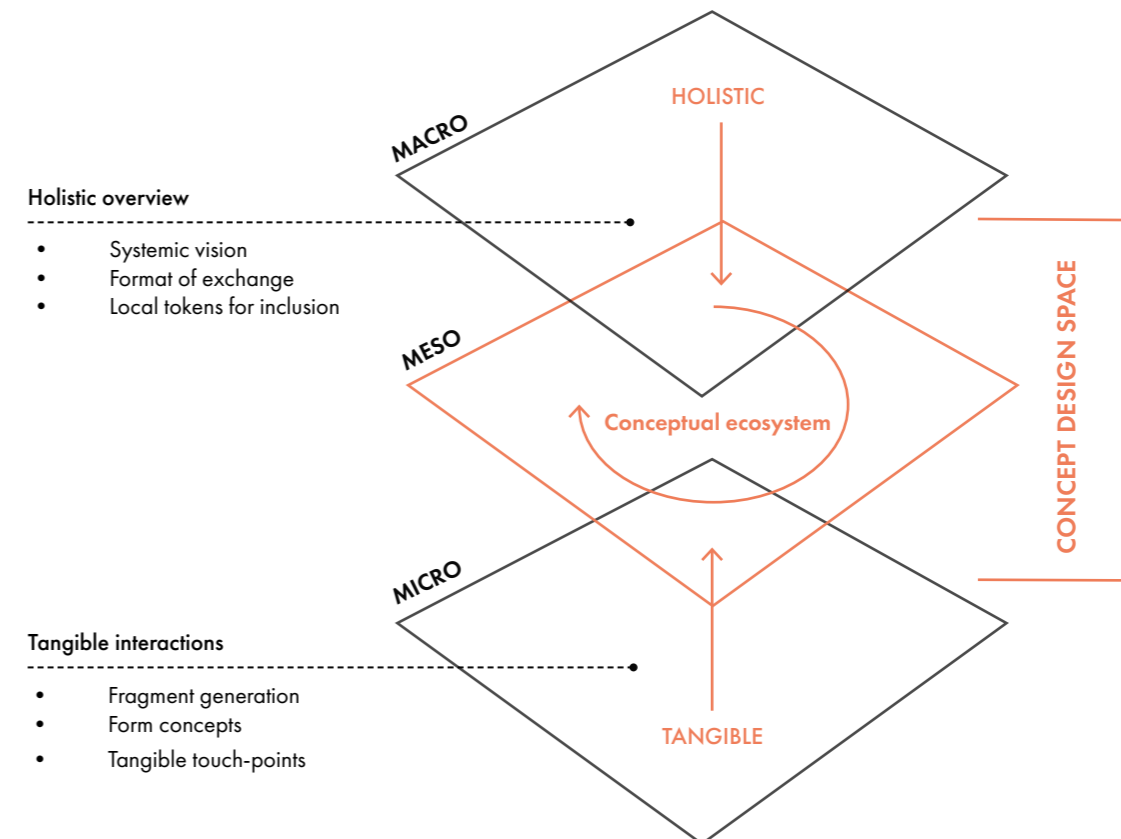 HOLISTIC
MACRO
Holistic overview
• Systemic vision
• Format of exchange
• Local tokens for inclusion
MESO
Conceptual ecosystem
CONCEPT DESIGN SPACE
MICRO
Tangible interactions
• Fragment generation
• Form concepts
• Tangible touch-points
TANGIBLE